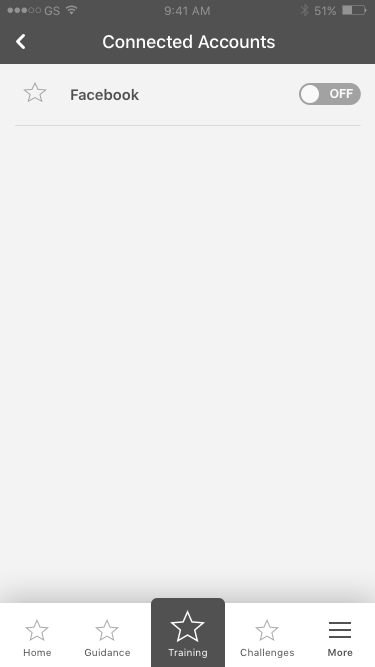 GS 9:41 AM 51%
Connected Accounts
Facebook OFF
Home Guidance Training Challenges More